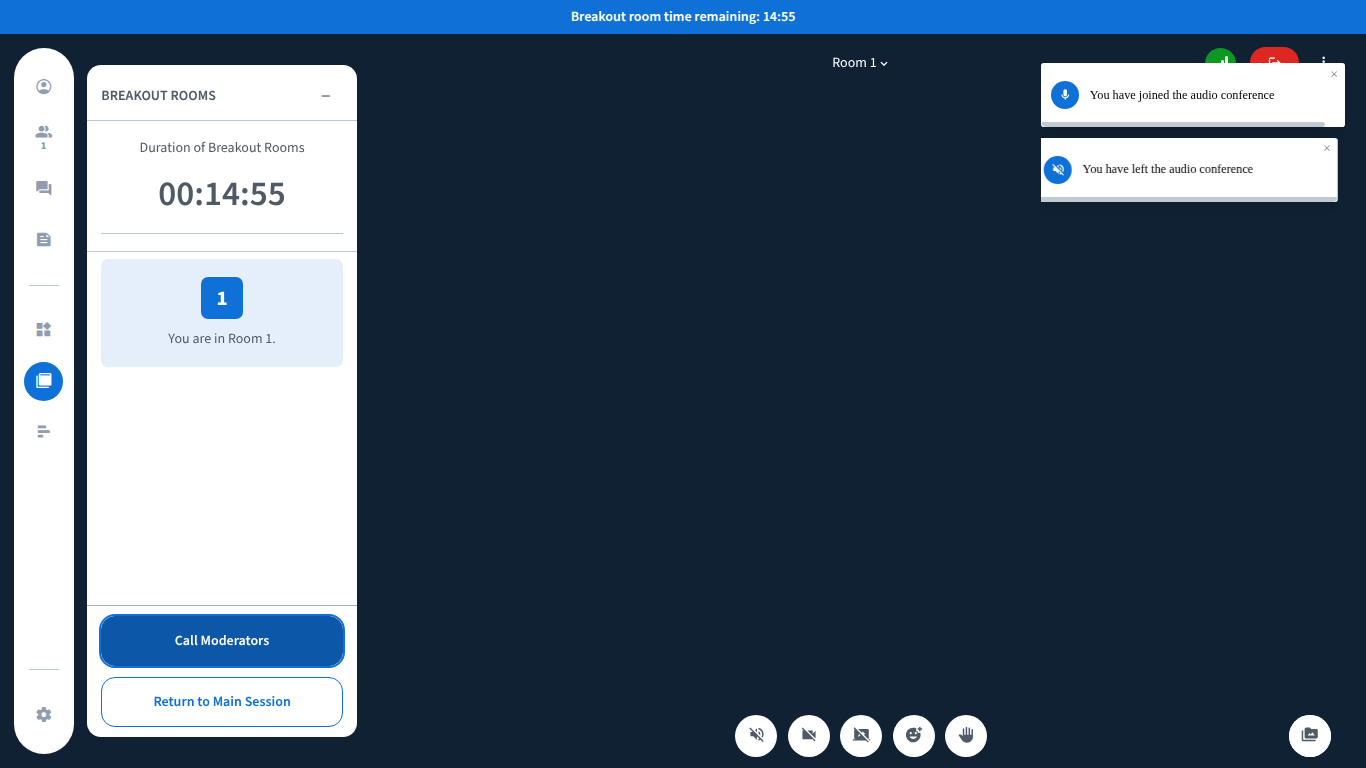 Breakout room time remaining: 14:55
Room 1
You have joined the audio conference
You have left the audio conference
1
BREAKOUT ROOMS
Duration of Breakout Rooms
00:14:55
1
You are in Room 1.
Call Moderators
Return to Main Session